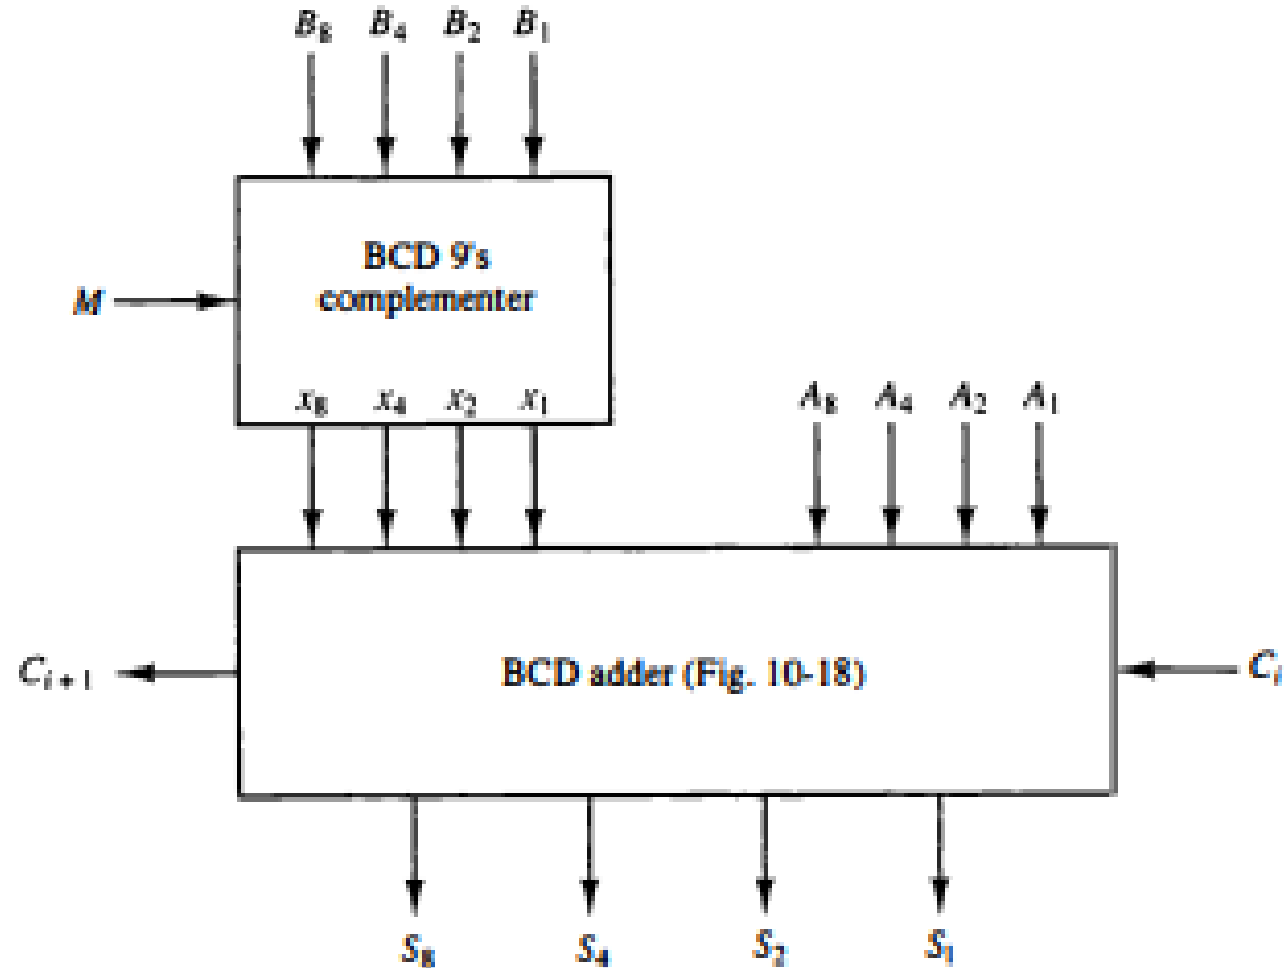 B₈ B₄ B₂ B₁
BCD 9's
complementer
M
x₈ x₄ x₂ x₁
A₈ A₄ A₂ A₁
Cᵢ₊₁
BCD adder (Fig. 10-18)
Cᵢ
S₈ S₄ S₂ S₁